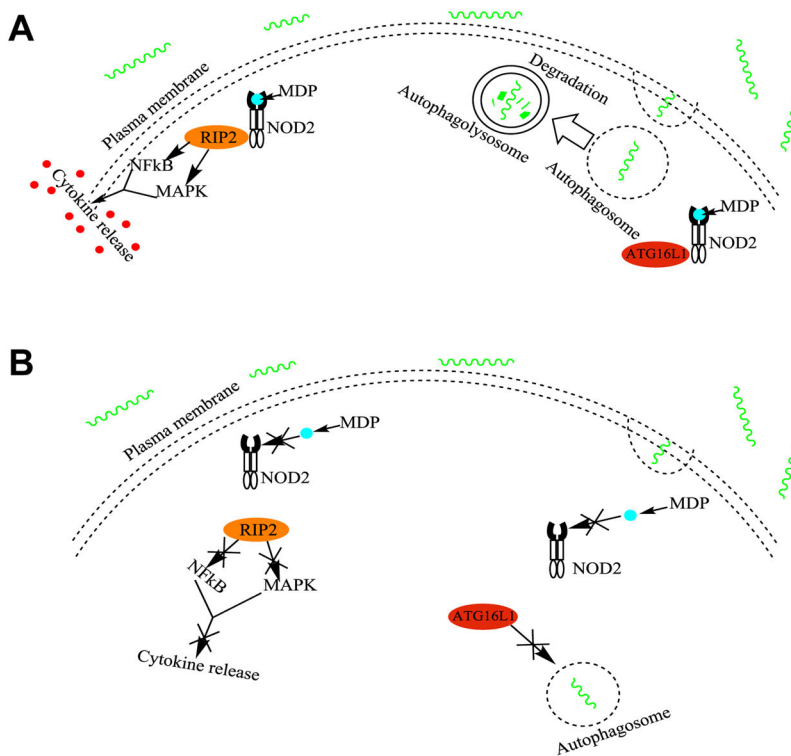 A
Plasma membrane
MDP
NOD2
RIP2
NFkB
MAPK
Cytokine release
Degradation
Autophagolysosome
Autophagosome
MDP
NOD2
ATG16L1
B
Plasma membrane
MDP
NOD2
RIP2
NFkB
MAPK
Cytokine release
MDP
NOD2
ATG16L1
Autophagosome